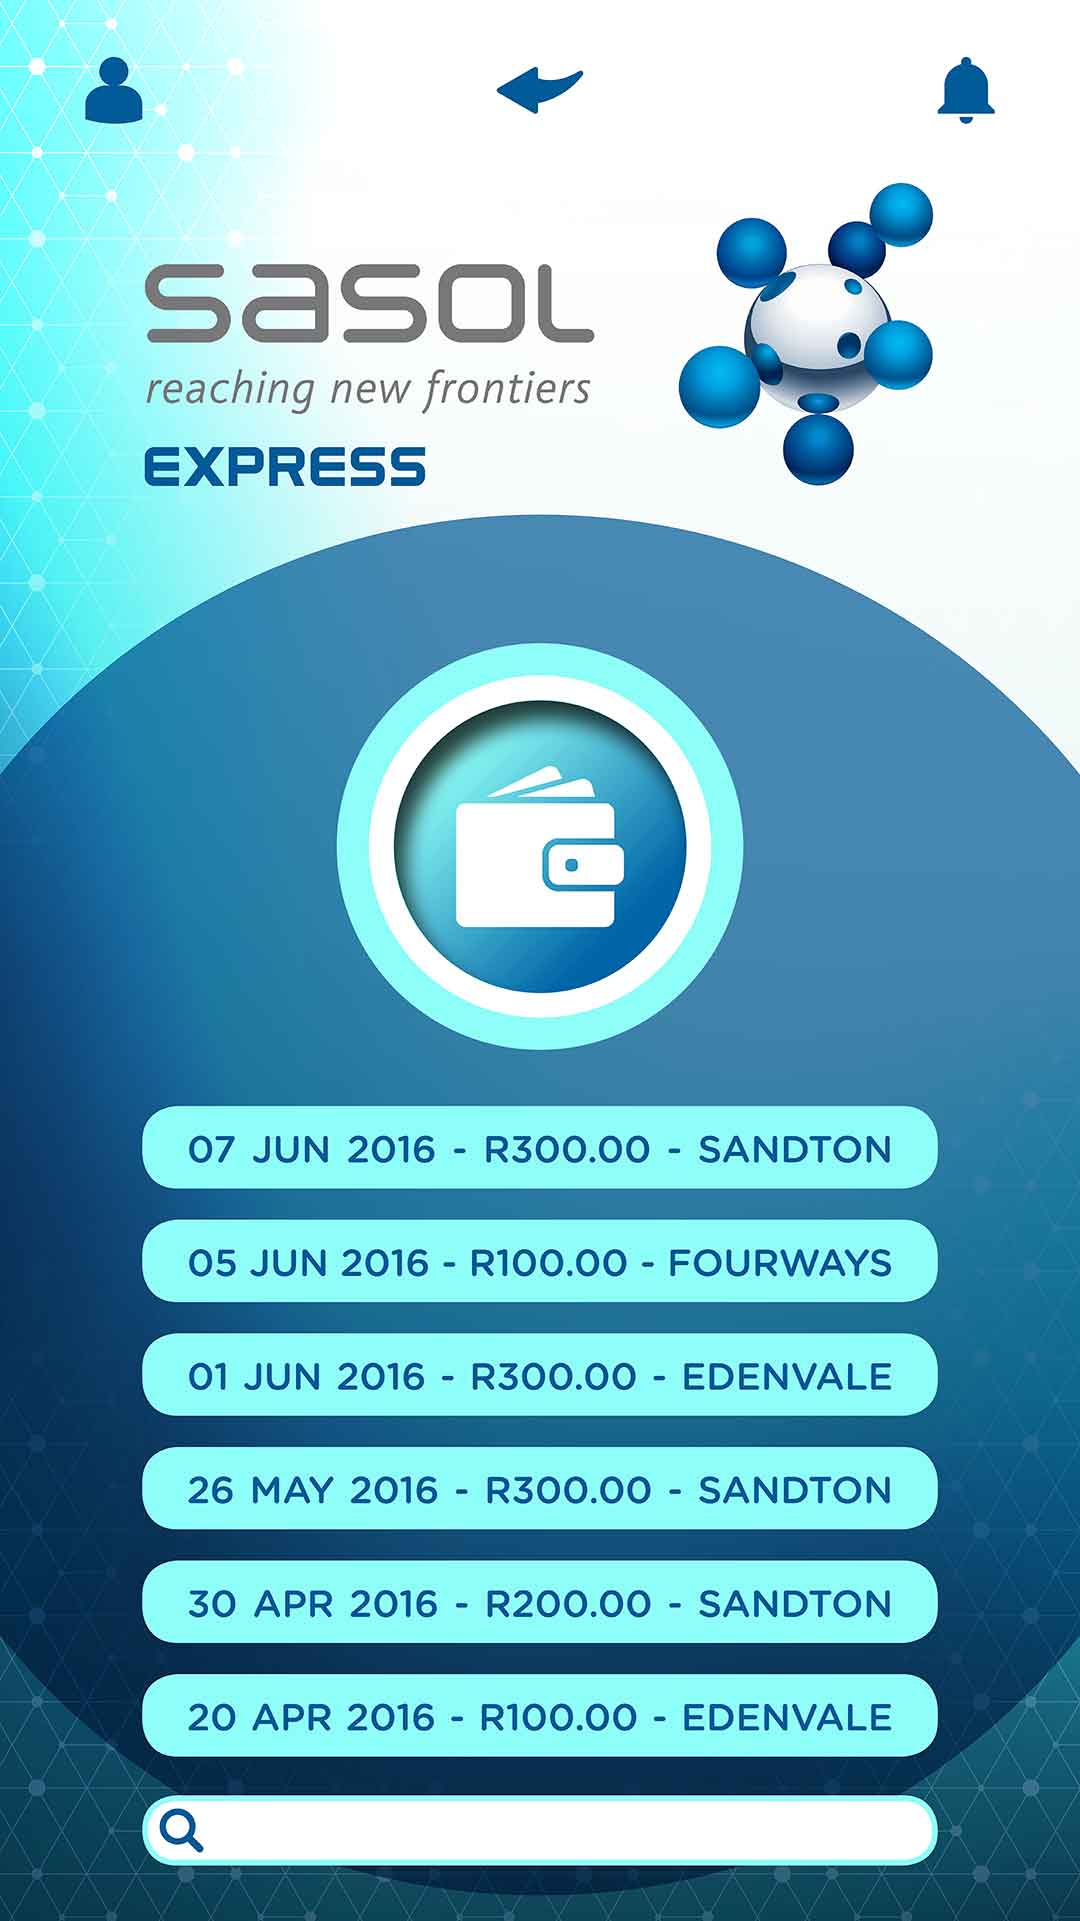 sasol
reaching new frontiers
EXPRESS
07 JUN 2016 - R300.00 - SANDTON
05 JUN 2016 - R100.00 - FOURWAYS
01 JUN 2016 - R300.00 - EDENVALE
26 MAY 2016 - R300.00 - SANDTON
30 APR 2016 - R200.00 - SANDTON
20 APR 2016 - R100.00 - EDENVALE